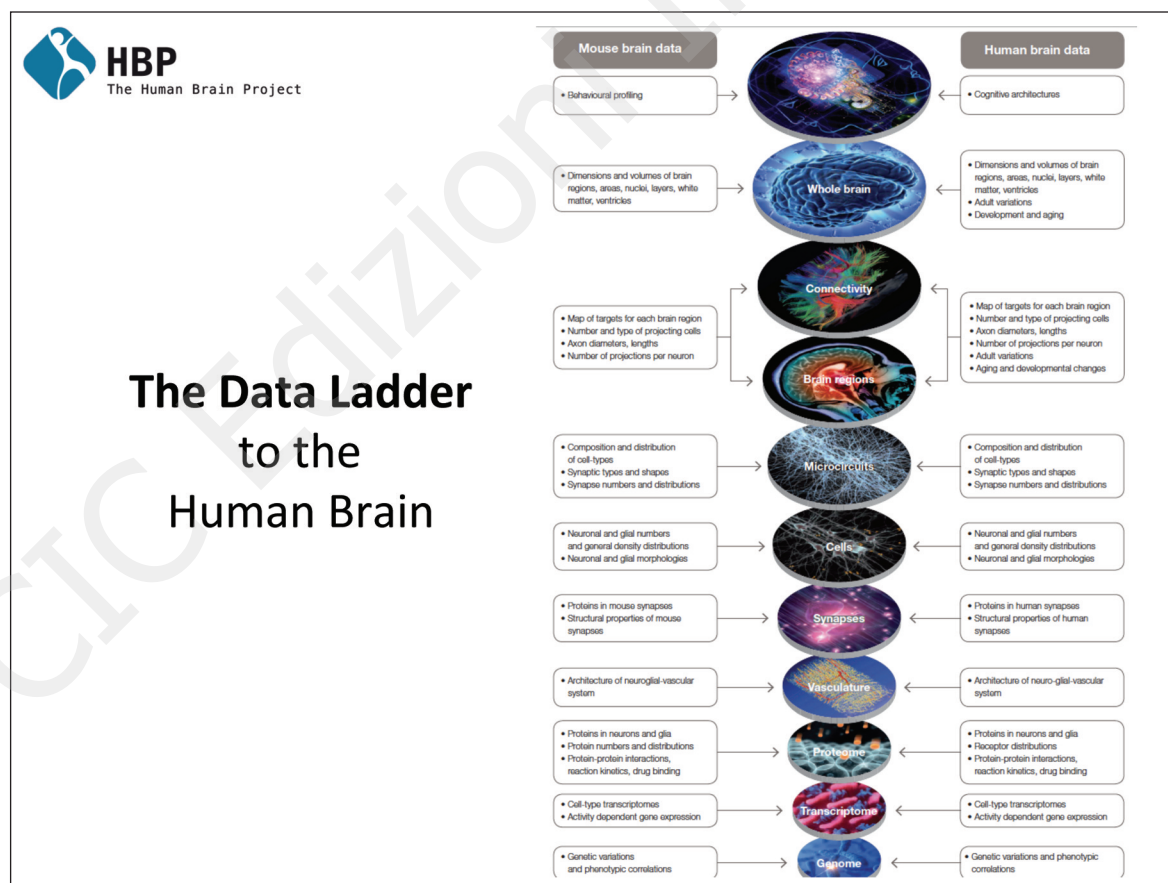 HBP
The Human Brain Project
The Data Ladder
to the
Human Brain
Mouse brain data
Human brain data
• Behavioural profiling
• Cognitive architectures
• Dimensions and volumes of brain
regions, areas, nuclei, layers, white
matter, ventricles
Whole brain
• Dimensions and volumes of brain
regions, areas, nuclei, layers, white
matter, ventricles
• Adult variations
• Development and aging
Connectivity
• Map of targets for each brain region
• Number and type of projecting cells
• Axon diameters, lengths
• Number of projections per neuron
• Map of targets for each brain region
• Number and type of projecting cells
• Axon diameters, lengths
• Number of projections per neuron
• Adult variations
• Aging and developmental changes
Brain regions
• Composition and distribution
of cell-types
• Synaptic types and shapes
• Synapse numbers and distributions
Microcircuits
• Composition and distribution
of cell-types
• Synaptic types and shapes
• Synapse numbers and distributions
• Neuronal and glial numbers
and general density distributions
• Neuronal and glial morphologies
Cells
• Neuronal and glial numbers
and general density distributions
• Neuronal and glial morphologies
• Proteins in mouse synapses
• Structural properties of mouse
synapses
Synapses
• Proteins in human synapses
• Structural properties of human
synapses
• Architecture of neuroglial-vascular
system
Vasculature
• Architecture of neuro-glial-vascular
system
• Proteins in neurons and glia
• Protein numbers and distributions
• Protein-protein interactions,
reaction kinetics, drug binding
Proteome
• Proteins in neurons and glia
• Receptor distributions
• Protein-protein interactions,
reaction kinetics, drug binding
• Cell-type transcriptomes
• Activity dependent gene expression
Transcriptome
• Cell-type transcriptomes
• Activity dependent gene expression
• Genetic variations
and phenotypic correlations
Genome
• Genetic variations and phenotypic
correlations
CIC Edizioni